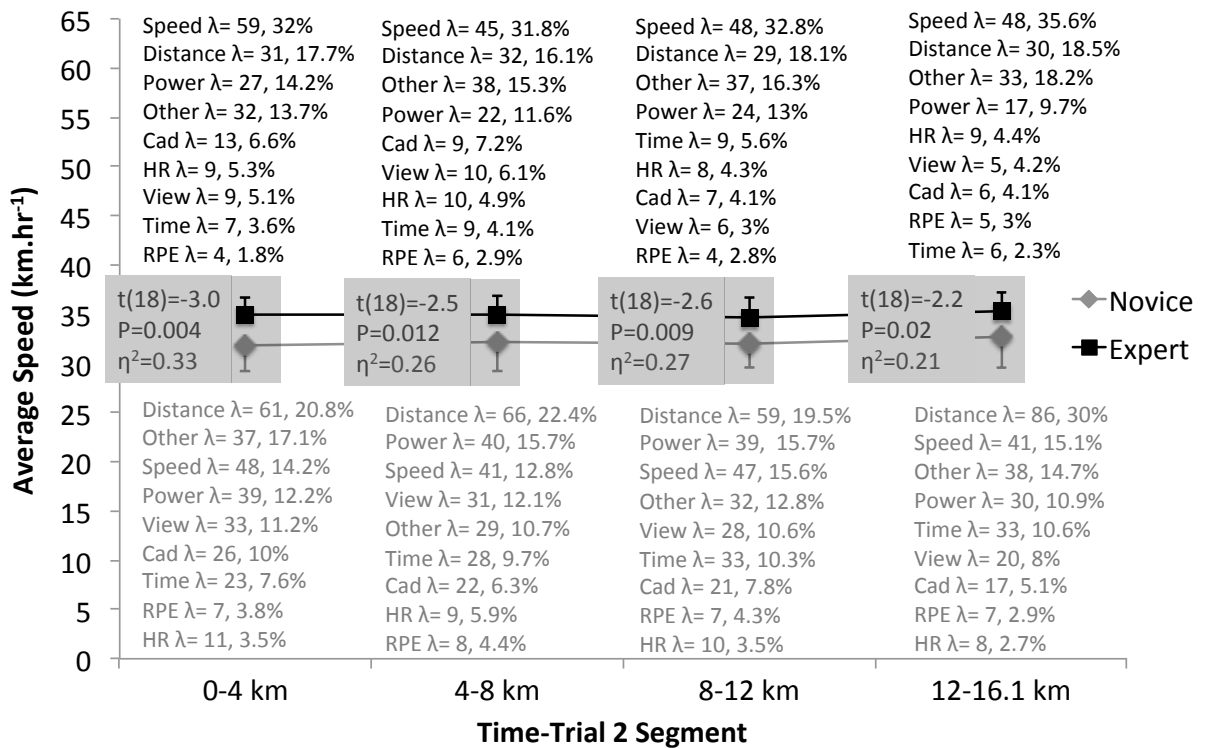 Average Speed (km.hr-1)
65
60
55
50
45
40
35
30
25
20
15
10
5
0
Speed λ= 59, 32%
Distance λ= 31, 17.7%
Power λ= 27, 14.2%
Other λ= 32, 13.7%
Cad λ= 13, 6.6%
HR λ= 9, 5.3%
View λ= 9, 5.1%
Time λ= 7, 3.6%
RPE λ= 4, 1.8%
Speed λ= 45, 31.8%
Distance λ= 32, 16.1%
Other λ= 38, 15.3%
Power λ= 22, 11.6%
Cad λ= 9, 7.2%
View λ= 10, 6.1%
HR λ= 10, 4.9%
Time λ= 9, 4.1%
RPE λ= 6, 2.9%
Speed λ= 48, 32.8%
Distance λ= 29, 18.1%
Other λ= 37, 16.3%
Power λ= 24, 13%
Time λ= 9, 5.6%
HR λ= 8, 4.3%
Cad λ= 7, 4.1%
View λ= 6, 3%
RPE λ= 4, 2.8%
Speed λ= 48, 35.6%
Distance λ= 30, 18.5%
Other λ= 33, 18.2%
Power λ= 17, 9.7%
HR λ= 9, 4.4%
View λ= 5, 4.2%
Cad λ= 6, 4.1%
RPE λ= 5, 3%
Time λ= 6, 2.3%
t(18)=-3.0
P=0.004
η²=0.33
t(18)=-2.5
P=0.012
η²=0.26
t(18)=-2.6
P=0.009
η²=0.27
t(18)=-2.2
P=0.02
η²=0.21
Novice
Expert
Distance λ= 61, 20.8%
Other λ= 37, 17.1%
Speed λ= 48, 14.2%
Power λ= 39, 12.2%
View λ= 33, 11.2%
Cad λ= 26, 10%
Time λ= 23, 7.6%
RPE λ= 7, 3.8%
HR λ= 11, 3.5%
Distance λ= 66, 22.4%
Power λ= 40, 15.7%
Speed λ= 41, 12.8%
View λ= 31, 12.1%
Other λ= 29, 10.7%
Time λ= 28, 9.7%
Cad λ= 22, 6.3%
HR λ= 9, 5.9%
RPE λ= 8, 4.4%
Distance λ= 59, 19.5%
Power λ= 39, 15.7%
Speed λ= 47, 15.6%
Other λ= 32, 12.8%
View λ= 28, 10.6%
Time λ= 33, 10.3%
Cad λ= 21, 7.8%
RPE λ= 7, 4.3%
HR λ= 10, 3.5%
Distance λ= 86, 30%
Speed λ= 41, 15.1%
Other λ= 38, 14.7%
Power λ= 30, 10.9%
Time λ= 33, 10.6%
View λ= 20, 8%
Cad λ= 17, 5.1%
RPE λ= 7, 2.9%
HR λ= 8, 2.7%
0-4 km
4-8 km
8-12 km
12-16.1 km
Time-Trial 2 Segment